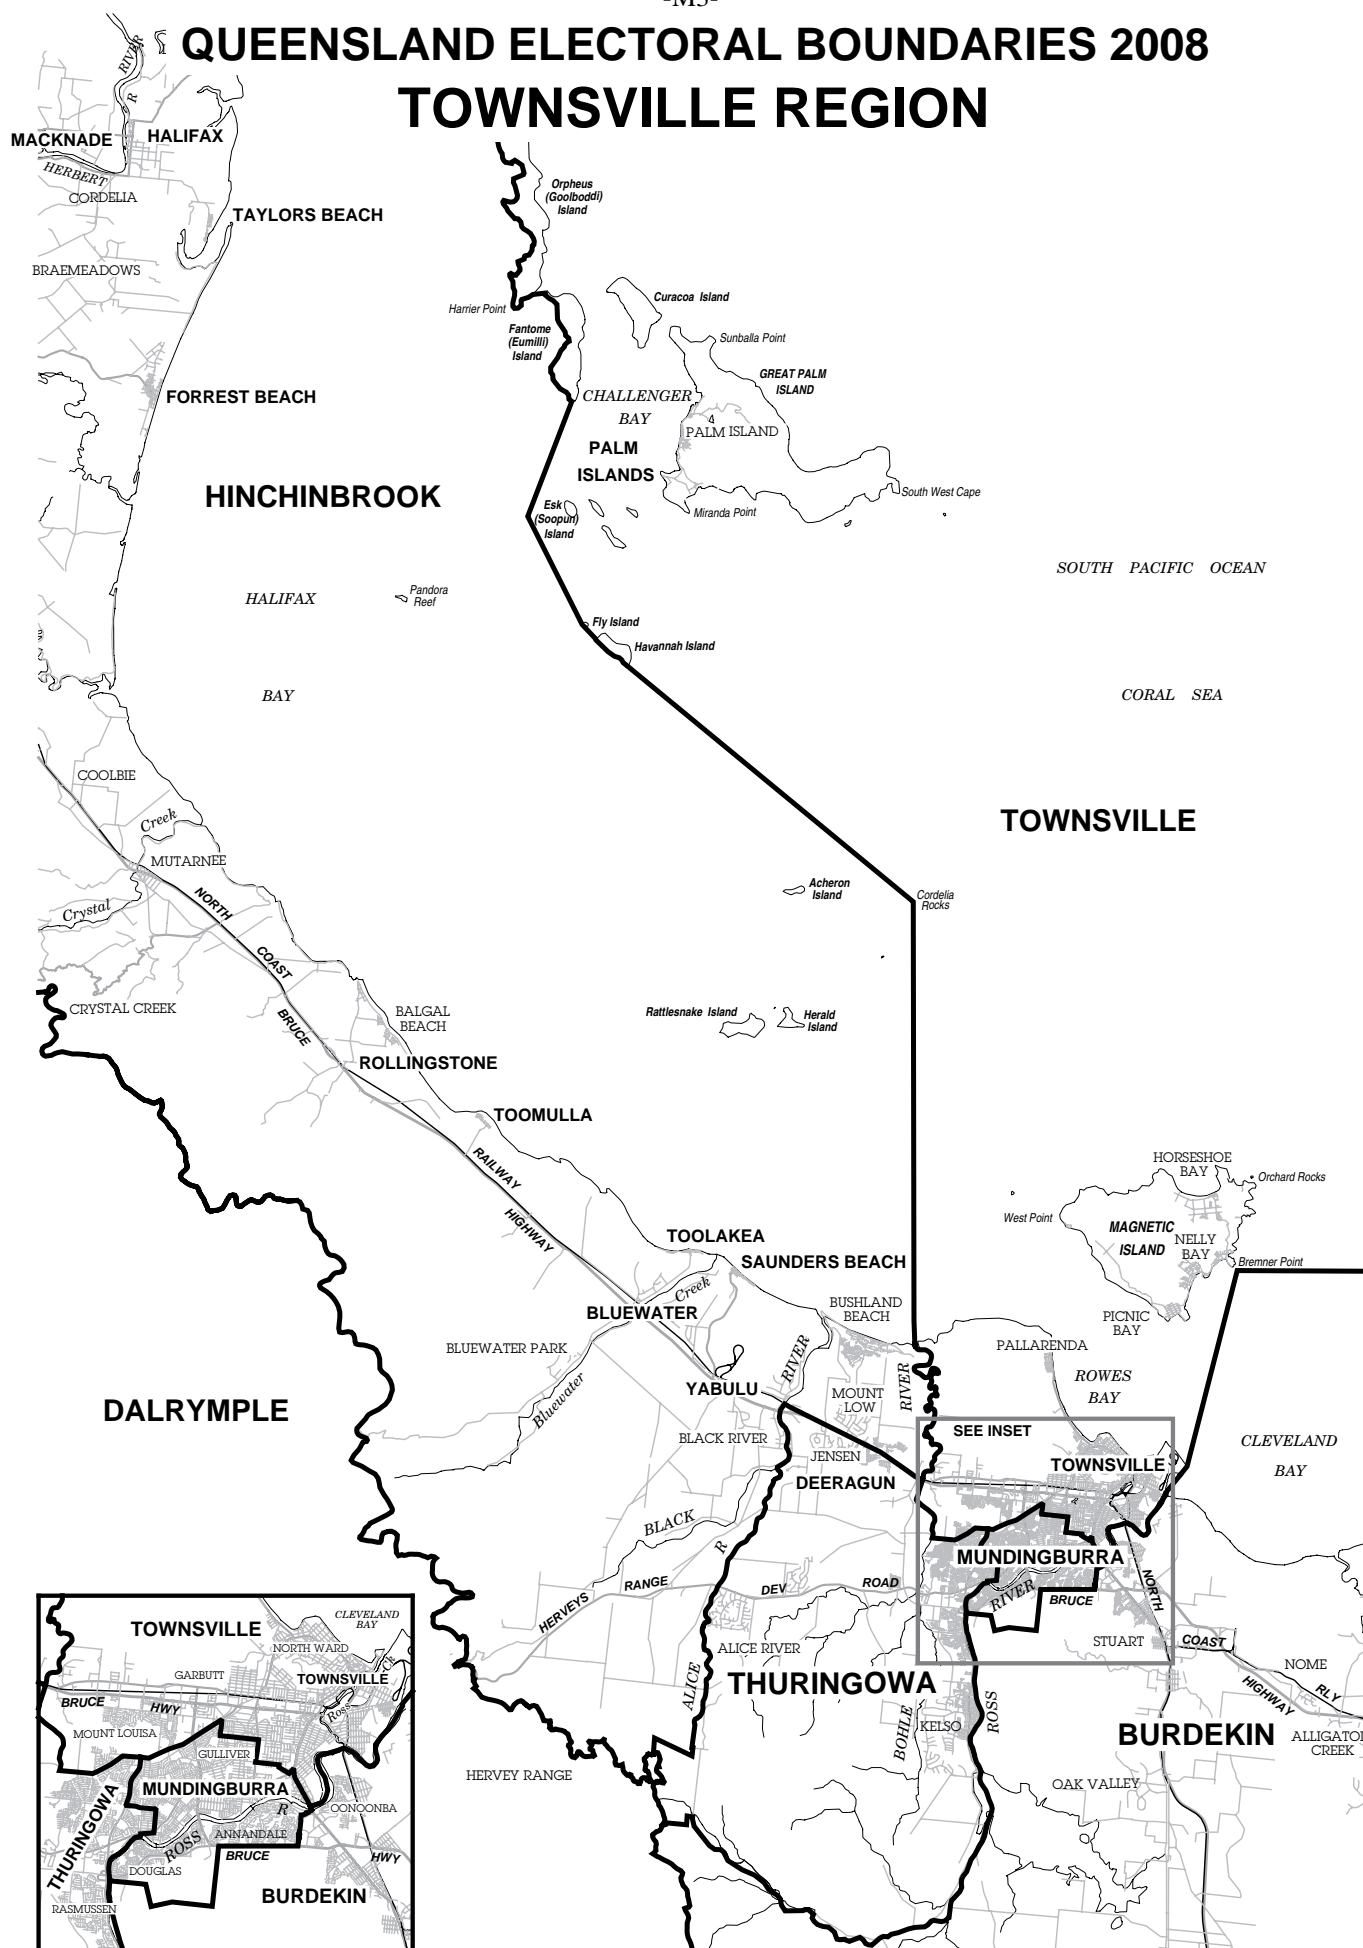 -M5-
QUEENSLAND ELECTORAL BOUNDARIES 2008
TOWNSVILLE REGION
RIVER
R
MACKNADE
HALIFAX
HERBERT
CORDELIA
TAYLORS BEACH
BRAEMEADOWS
FORREST BEACH
Orpheus
(Goolboddi)
Island
Harrier Point
Fantome
(Eumilli)
Island
Curacoa Island
Sunballa Point
GREAT PALM
ISLAND
CHALLENGER
BAY
PALM ISLAND
PALM
ISLANDS
HINCHINBROOK
South West Cape
Miranda Point
Esk
(Soopun)
Island
SOUTH PACIFIC OCEAN
HALIFAX
BAY
Pandora
Reef
Fly Island
Havannah Island
CORAL SEA
COOLBIE
Creek
MUTARNEE
Crystal
NORTH
COAST
BRUCE
CRYSTAL CREEK
TOWNSVILLE
Acheron
Island
Cordelia
Rocks
BALGAL
BEACH
Rattlesnake Island
Herald
Island
ROLLINGSTONE
TOOMULLA
RAILWAY
HIGHWAY
HORSESHOE
BAY
Orchard Rocks
West Point
MAGNETIC
ISLAND
NELLY
BAY
Bremner Point
PICNIC
BAY
TOOLAKEA
SAUNDERS BEACH
Creek
BLUEWATER
BUSHLAND
BEACH
BLUEWATER PARK
Bluewater
RIVER
PALLARENDA
ROWES
BAY
YABULU
MOUNT
LOW
RIVER
DALRYMPLE
BLACK RIVER
JENSEN
SEE INSET
CLEVELAND
BAY
TOWNSVILLE
DEERAGUN
BLACK
R
MUNDINGBURRA
HERVEYS
RANGE
DEV
ROAD
RIVER
BRUCE
NORTH
STUART
COAST
NOME
RLY
HIGHWAY
ALICE RIVER
ALICE
THURINGOWA
BOHLE
KELSO
ROSS
BURDEKIN
ALLIGATOR
CREEK
HERVEY RANGE
OAK VALLEY
TOWNSVILLE
CLEVELAND
BAY
NORTH WARD
GARBUTT
TOWNSVILLE
Ck
Ross
BRUCE
HWY
MOUNT LOUISA
GULLIVER
MUNDINGBURRA
R
OONOONBA
THURINGOWA
ROSS
ANNANDALE
BRUCE
HWY
DOUGLAS
BURDEKIN
RASMUSSEN